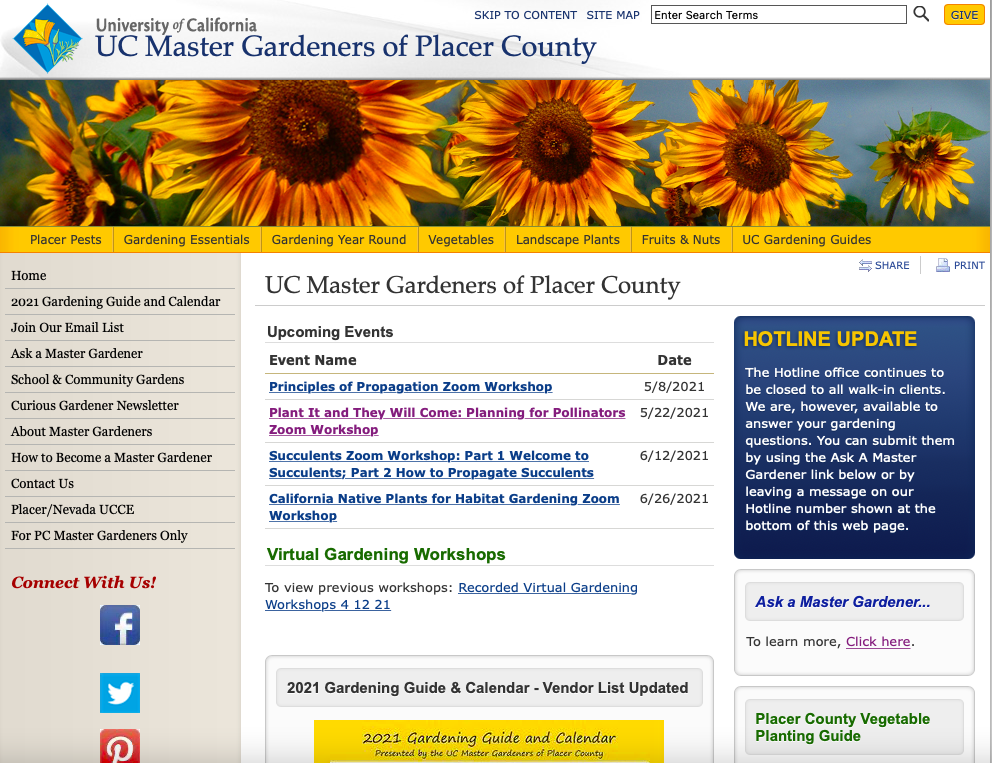 SKIP TO CONTENT SITE MAP Enter Search Terms GIVE
University of California
UC Master Gardeners of Placer County
Placer Pests Gardening Essentials Gardening Year Round Vegetables Landscape Plants Fruits & Nuts UC Gardening Guides
SHARE PRINT
Home
2021 Gardening Guide and Calendar
Join Our Email List
Ask a Master Gardener
School & Community Gardens
Curious Gardener Newsletter
About Master Gardeners
How to Become a Master Gardener
Contact Us
Placer/Nevada UCCE
For PC Master Gardeners Only
Connect With Us!
UC Master Gardeners of Placer County
Upcoming Events
Event Name Date
Principles of Propagation Zoom Workshop 5/8/2021
Plant It and They Will Come: Planning for Pollinators 5/22/2021
Zoom Workshop
Succulents Zoom Workshop: Part 1 Welcome to 6/12/2021
Succulents; Part 2 How to Propagate Succulents
California Native Plants for Habitat Gardening Zoom 6/26/2021
Workshop
Virtual Gardening Workshops
To view previous workshops: Recorded Virtual Gardening
Workshops 4 12 21
2021 Gardening Guide & Calendar - Vendor List Updated
2021 Gardening Guide and Calendar
Presented by the UC Master Gardeners of Placer County
HOTLINE UPDATE
The Hotline office continues to
be closed to all walk-in clients.
We are, however, available to
answer your gardening
questions. You can submit them
by using the Ask A Master
Gardener link below or by
leaving a message on our
Hotline number shown at the
bottom of this web page.
Ask a Master Gardener...
To learn more, Click here.
Placer County Vegetable
Planting Guide